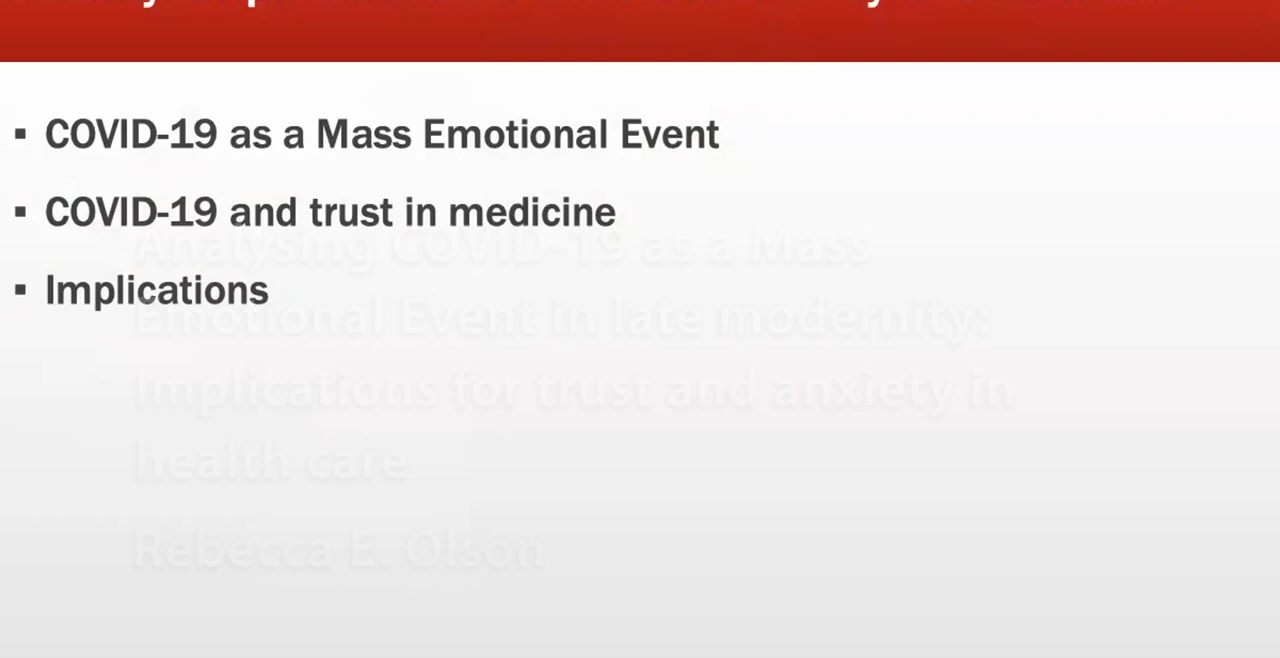 COVID-19 as a Mass Emotional Event
COVID-19 and trust in medicine
Implications
Analysing COVID-19 as a Mass
Emotional Event in late modernity:
Implications for trust and anxiety in
health care
Rebecca E. Olson